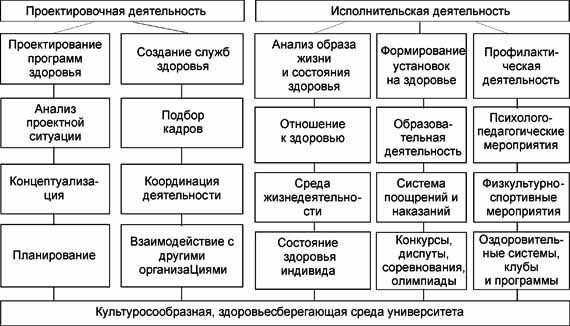 Проектировочная деятельность
Исполнительская деятельность
Проектирование
программ
здоровья
Создание служб
здоровья
Анализ образа
жизни
и состояния
здоровья
Формирование
установок
на здоровье
Профилакти-
ческая
деятельность
Анализ
проектной
ситуации
Подбор
кадров
Отношение
к здоровью
Образова-
тельная
деятельность
Психолого-
педагогические
мероприятия
Концептуализа-
ция
Координация
деятельности
Среда
жизнедеятельно-
сти
Система
поощрений и
наказаний
Физкультурно-
спортивные
мероприятия
Планирование
Взаимодействие с
другими
организаЦиями
Состояние
здоровья
индивида
Конкурсы,
диспуты,
соревнования,
олимпиады
Оздоровитель-
ные системы,
клубы
и программы
Культуросообразная, здоровьесберегающая среда университета